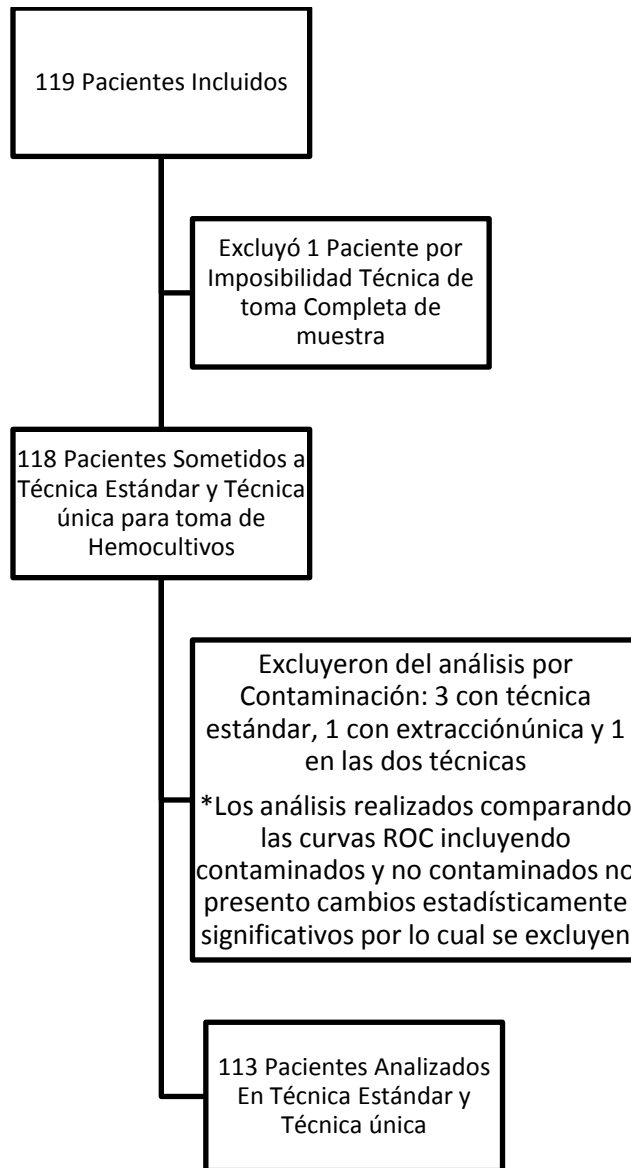 119 Pacientes Incluidos
Excluyó 1 Paciente por
Imposibilidad Técnica de
toma Completa de
muestra
118 Pacientes Sometidos a
Técnica Estándar y Técnica
única para toma de
Hemocultivos
Excluyeron del análisis por
Contaminación: 3 con técnica
estándar, 1 con extracciónúnica y 1
en las dos técnicas
*Los análisis realizados comparando
las curvas ROC incluyendo
contaminados y no contaminados no
presento cambios estadísticamente
significativos por lo cual se excluyen
113 Pacientes Analizados
En Técnica Estándar y
Técnica única